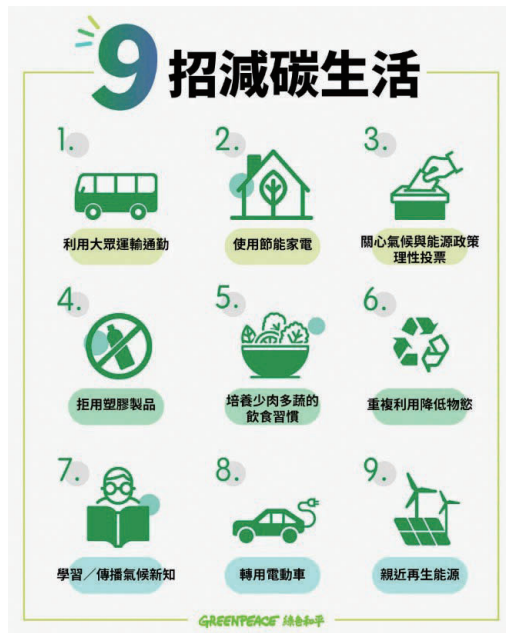 9招減碳生活
1.
利用大眾運輸通勤
2.
使用節能家電
3.
關心氣候與能源政策
理性投票
4.
拒用塑膠製品
5.
培養少肉多蔬的
飲食習慣
6.
重複利用降低物慾
7.
學習／傳播氣候新知
8.
轉用電動車
9.
親近再生能源
GREENPEACE 綠色和平